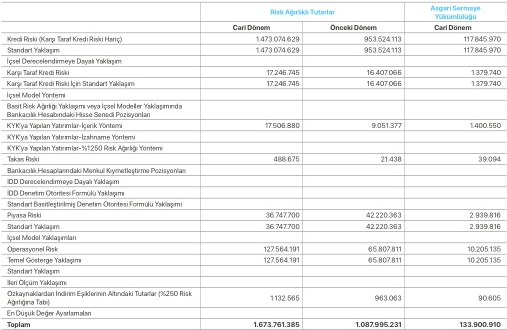 Risk Ağırlıklı Tutarlar
Asgari Sermaye
Yükümlülüğü
Cari Dönem Önceki Dönem Cari Dönem
Kredi Riski (Karşı Taraf Kredi Riski Hariç) 1.473.074.629 953.524.113 117.845.970
Standart Yaklaşım 1.473.074.629 953.524.113 117.845.970
İçsel Derecelendirmeye Dayalı Yaklaşım
Karşı Taraf Kredi Riski 17.246.745 16.407.066 1.379.740
Karşı Taraf Kredi Riski İçin Standart Yaklaşım 17.246.745 16.407.066 1.379.740
İçsel Model Yöntemi
Basit Risk Ağırlığı Yaklaşımı veya İçsel Modeller Yaklaşımında
Bankacılık Hesabındaki Hisse Senedi Pozisyonları
KYK'ya Yapılan Yatırımlar-İçerik Yöntemi 17.506.880 9.051.377 1.400.550
KYK'ya Yapılan Yatırımlar-İzahname Yöntemi
KYK'ya Yapılan Yatırımlar-%1250 Risk Ağırlığı Yöntemi
Takas Riski 488.675 21.438 39.094
Bankacılık Hesaplarındaki Menkul Kıymetleştirme Pozisyonları
İDD Derecelendirmeye Dayalı Yaklaşım
İDD Denetim Otoritesi Formülü Yaklaşımı
Standart Basitleştirilmiş Denetim Otoritesi Formülü Yaklaşımı
Piyasa Riski 36.747.700 42.220.363 2.939.816
Standart Yaklaşım 36.747.700 42.220.363 2.939.816
İçsel Model Yaklaşımları
Operasyonel Risk 127.564.191 65.807.811 10.205.135
Temel Gösterge Yaklaşımı 127.564.191 65.807.811 10.205.135
Standart Yaklaşım
İleri Ölçüm Yaklaşımı
Özkaynaklardan İndirim Eşiklerinin Altındaki Tutarlar (%250 Risk
Ağırlığına Tabi) 1.132.565 963.063 90.605
En Düşük Değer Ayarlamaları
Toplam 1.673.761.385 1.087.995.231 133.900.910